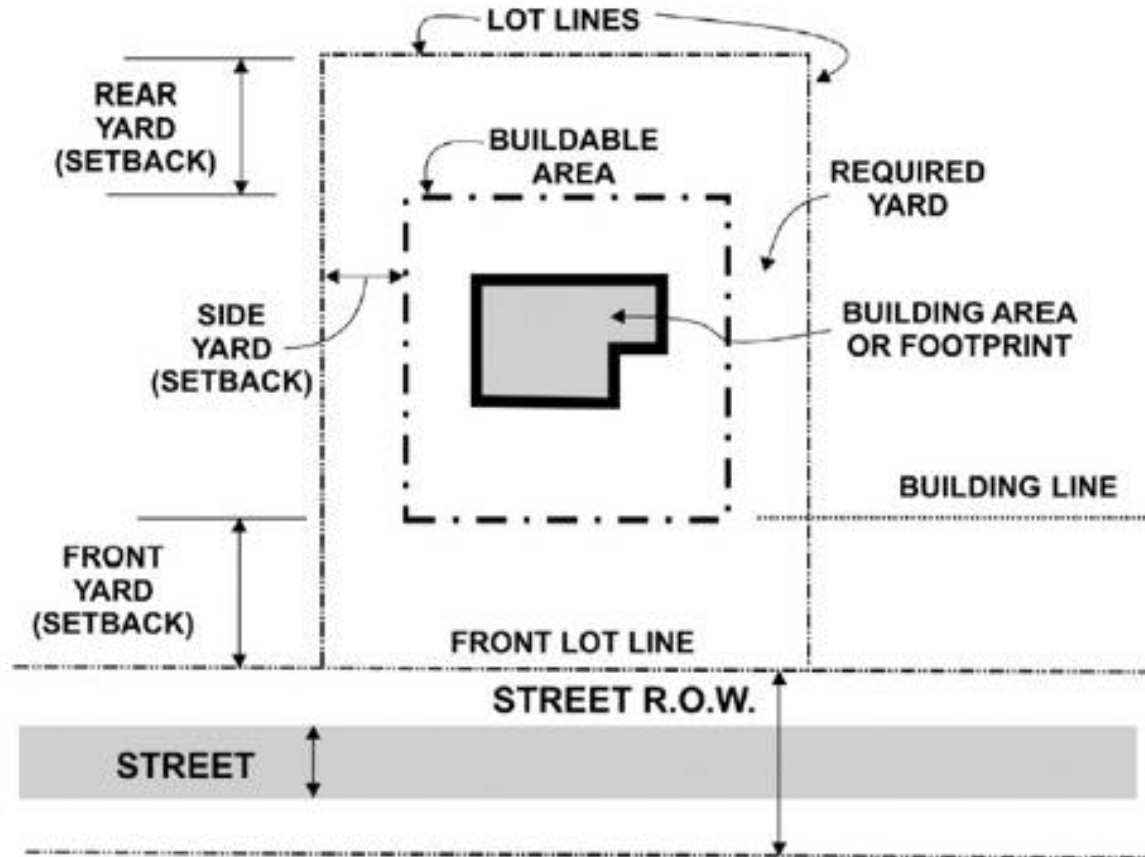 LOT LINES
REAR
YARD
(SETBACK)
BUILDABLE
AREA
REQUIRED
YARD
SIDE
YARD
(SETBACK)
BUILDING AREA
OR FOOTPRINT
BUILDING LINE
FRONT
YARD
(SETBACK)
FRONT LOT LINE
STREET R.O.W.
STREET